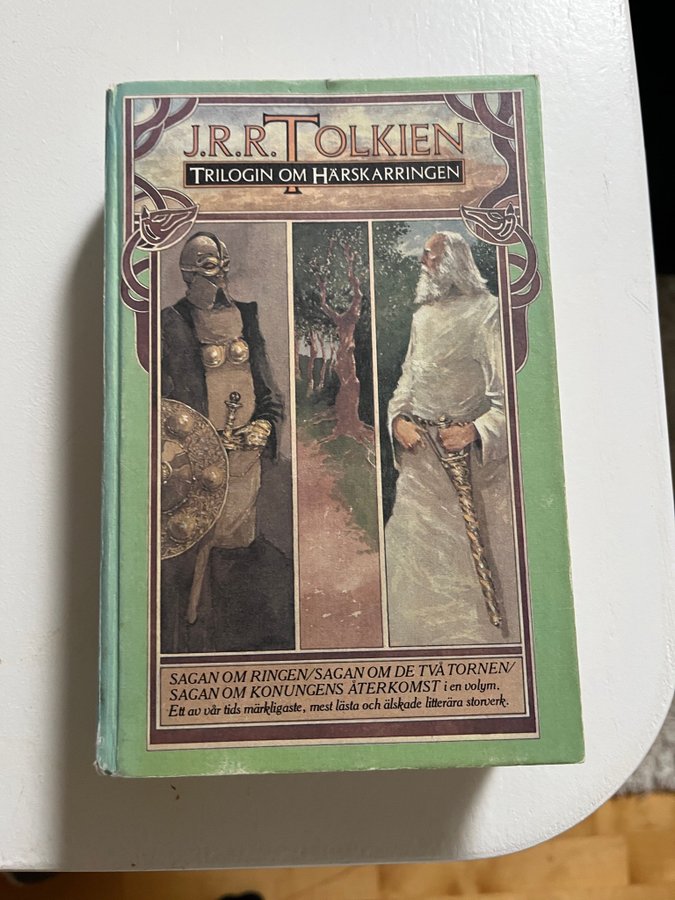 J.R.R. TOLKIEN
TRILOGIN OM HÄRSKARRINGEN
SAGAN OM RINGEN/SAGAN OM DE TVÅ TORNEN/
SAGAN OM KONUNGENS ÅTERKOMST i en volym.
Ett av vår tids märkligaste, mest lästa och älskade litterära storverk.